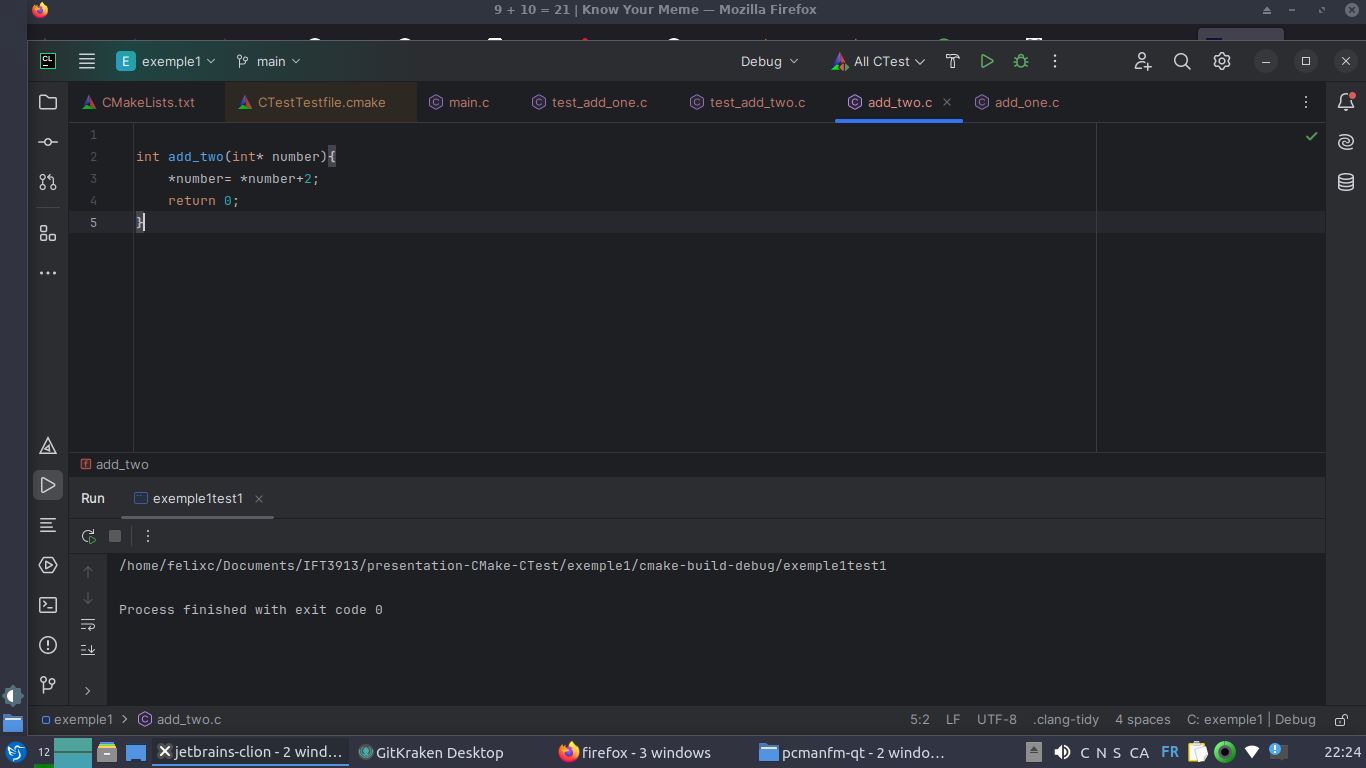 9 + 10 = 21 | Know Your Meme — Mozilla Firefox
CL
E exemple1 main Debug All CTest
CMakeLists.txt CTestTestfile.cmake main.c test_add_one.c test_add_two.c add_two.c add_one.c
1
2 int add_two(int* number){
3 *number= *number+2;
4 return 0;
5 }
f add_two
Run exemple1test1
/home/felixc/Documents/IFT3913/presentation-CMake-CTest/exemple1/cmake-build-debug/exemple1test1
Process finished with exit code 0
exemple1 > C add_two.c 5:2 LF UTF-8 .clang-tidy 4 spaces C: exemple1 | Debug
12 jetbrains-clion - 2 wind... GitKraken Desktop firefox - 3 windows pcmanfm-qt - 2 windo... C N S CA FR 22:24